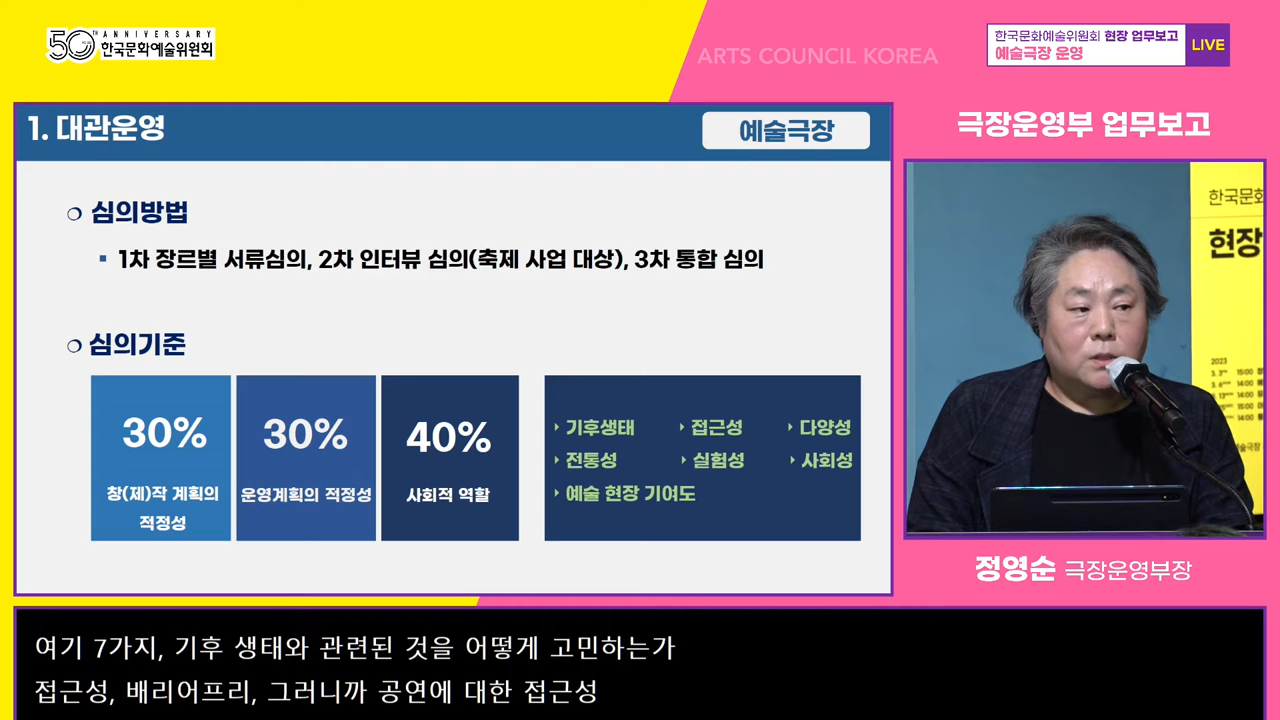 50TH ANNIVERSARY
한국문화예술위원회
ARTS COUNCIL KOREA
한국문화예술위원회 현장 업무보고
예술극장 운영
LIVE
1. 대관운영
예술극장
심의방법
1차 장르별 서류심의, 2차 인터뷰 심의(축제 사업 대상), 3차 통합 심의
심의기준
30%
창(제)작 계획의
적정성
30%
운영계획의 적정성
40%
사회적 역할
기후생태 접근성 다양성
전통성 실험성 사회성
예술 현장 기여도
극장운영부 업무보고
한국문화
현장
2023
정영순 극장운영부장
여기 7가지, 기후 생태와 관련된 것을 어떻게 고민하는가
접근성, 배리어프리, 그러니까 공연에 대한 접근성